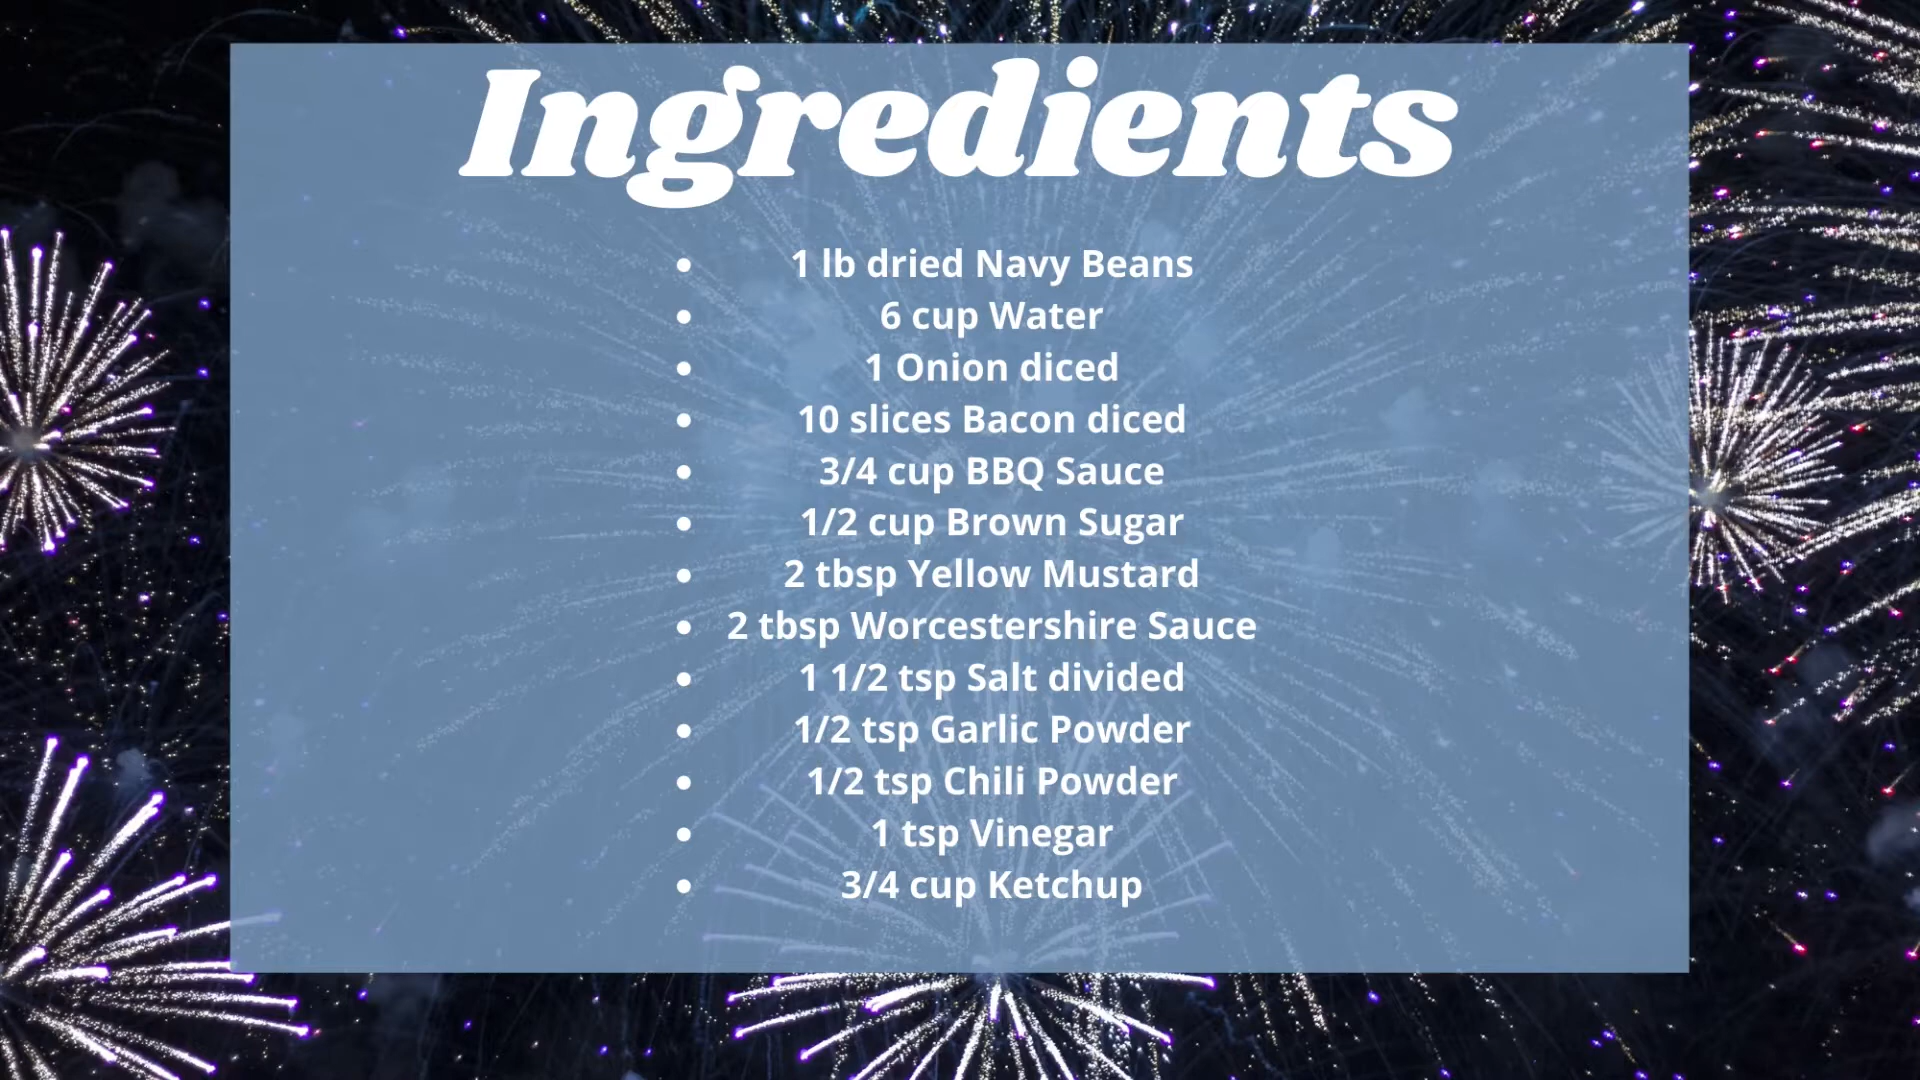 Ingredients
• 1 lb dried Navy Beans
• 6 cup Water
• 1 Onion diced
• 10 slices Bacon diced
• 3/4 cup BBQ Sauce
• 1/2 cup Brown Sugar
• 2 tbsp Yellow Mustard
• 2 tbsp Worcestershire Sauce
• 1 1/2 tsp Salt divided
• 1/2 tsp Garlic Powder
• 1/2 tsp Chili Powder
• 1 tsp Vinegar
• 3/4 cup Ketchup